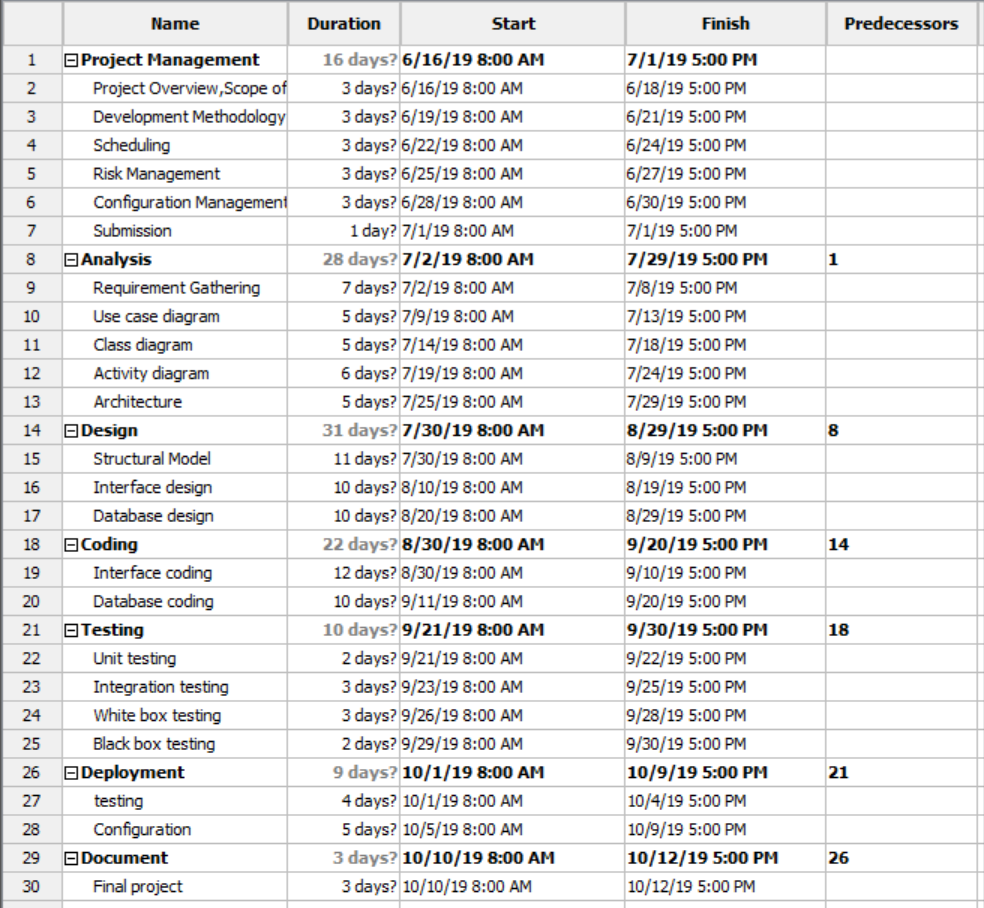 Name Duration Start Finish Predecessors
1 Project Management 16 days? 6/16/19 8:00 AM 7/1/19 5:00 PM
2 Project Overview,Scope of 3 days? 6/16/19 8:00 AM 6/18/19 5:00 PM
3 Development Methodology 3 days? 6/19/19 8:00 AM 6/21/19 5:00 PM
4 Scheduling 3 days? 6/22/19 8:00 AM 6/24/19 5:00 PM
5 Risk Management 3 days? 6/25/19 8:00 AM 6/27/19 5:00 PM
6 Configuration Management 3 days? 6/28/19 8:00 AM 6/30/19 5:00 PM
7 Submission 1 day? 7/1/19 8:00 AM 7/1/19 5:00 PM
8 Analysis 28 days? 7/2/19 8:00 AM 7/29/19 5:00 PM 1
9 Requirement Gathering 7 days? 7/2/19 8:00 AM 7/8/19 5:00 PM
10 Use case diagram 5 days? 7/9/19 8:00 AM 7/13/19 5:00 PM
11 Class diagram 5 days? 7/14/19 8:00 AM 7/18/19 5:00 PM
12 Activity diagram 6 days? 7/19/19 8:00 AM 7/24/19 5:00 PM
13 Architecture 5 days? 7/25/19 8:00 AM 7/29/19 5:00 PM
14 Design 31 days? 7/30/19 8:00 AM 8/29/19 5:00 PM 8
15 Structural Model 11 days? 7/30/19 8:00 AM 8/9/19 5:00 PM
16 Interface design 10 days? 8/10/19 8:00 AM 8/19/19 5:00 PM
17 Database design 10 days? 8/20/19 8:00 AM 8/29/19 5:00 PM
18 Coding 22 days? 8/30/19 8:00 AM 9/20/19 5:00 PM 14
19 Interface coding 12 days? 8/30/19 8:00 AM 9/10/19 5:00 PM
20 Database coding 10 days? 9/11/19 8:00 AM 9/20/19 5:00 PM
21 Testing 10 days? 9/21/19 8:00 AM 9/30/19 5:00 PM 18
22 Unit testing 2 days? 9/21/19 8:00 AM 9/22/19 5:00 PM
23 Integration testing 3 days? 9/23/19 8:00 AM 9/25/19 5:00 PM
24 White box testing 3 days? 9/26/19 8:00 AM 9/28/19 5:00 PM
25 Black box testing 2 days? 9/29/19 8:00 AM 9/30/19 5:00 PM
26 Deployment 9 days? 10/1/19 8:00 AM 10/9/19 5:00 PM 21
27 testing 4 days? 10/1/19 8:00 AM 10/4/19 5:00 PM
28 Configuration 5 days? 10/5/19 8:00 AM 10/9/19 5:00 PM
29 Document 3 days? 10/10/19 8:00 AM 10/12/19 5:00 PM 26
30 Final project 3 days? 10/10/19 8:00 AM 10/12/19 5:00 PM